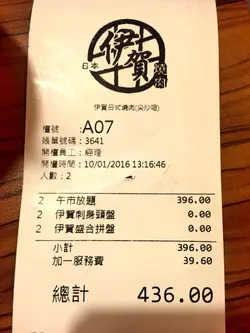 日本
伊賀
燒肉
伊賀日式燒肉(尖沙咀)
檯號 :A07
賬單號碼 :3641
開檯員工 :經理
開檯時間 :10/01/2016 13:16:46
人數 :2
2 午市放題 396.00
2 伊賀刺身頭盤 0.00
2 伊賀盛合拼盤 0.00
小計 396.00
加一服務費 39.60
總計 436.00